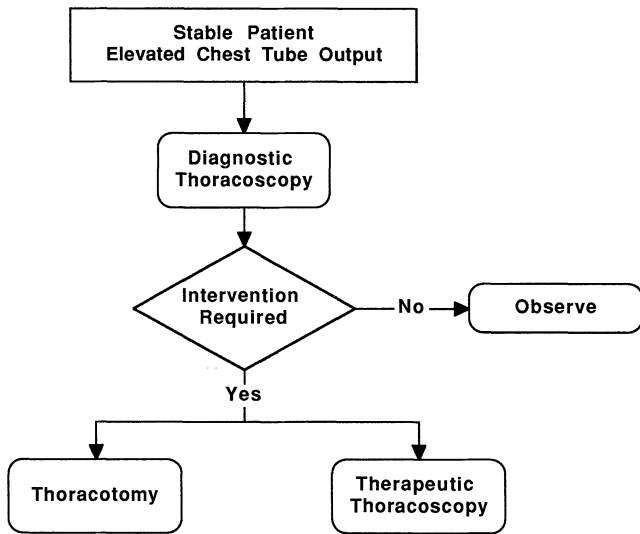 Stable Patient
Elevated Chest Tube Output
Diagnostic
Thoracoscopy
Intervention
Required
No
Observe
Yes
Thoracotomy
Therapeutic
Thoracoscopy